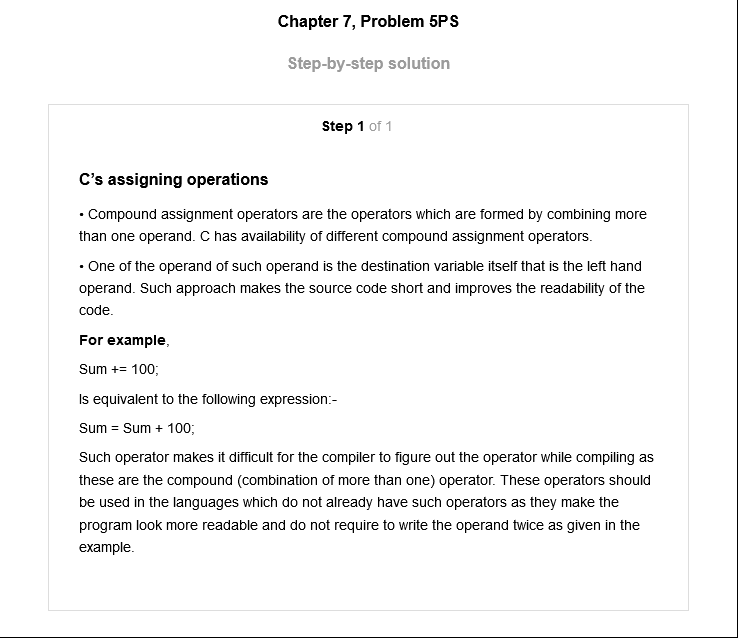 Chapter 7, Problem 5PS
Step-by-step solution
Step 1 of 1
C’s assigning operations
• Compound assignment operators are the operators which are formed by combining more
than one operand. C has availability of different compound assignment operators.
• One of the operand of such operand is the destination variable itself that is the left hand
operand. Such approach makes the source code short and improves the readability of the
code.
For example,
Sum += 100;
Is equivalent to the following expression:-
Sum = Sum + 100;
Such operator makes it difficult for the compiler to figure out the operator while compiling as
these are the compound (combination of more than one) operator. These operators should
be used in the languages which do not already have such operators as they make the
program look more readable and do not require to write the operand twice as given in the
example.